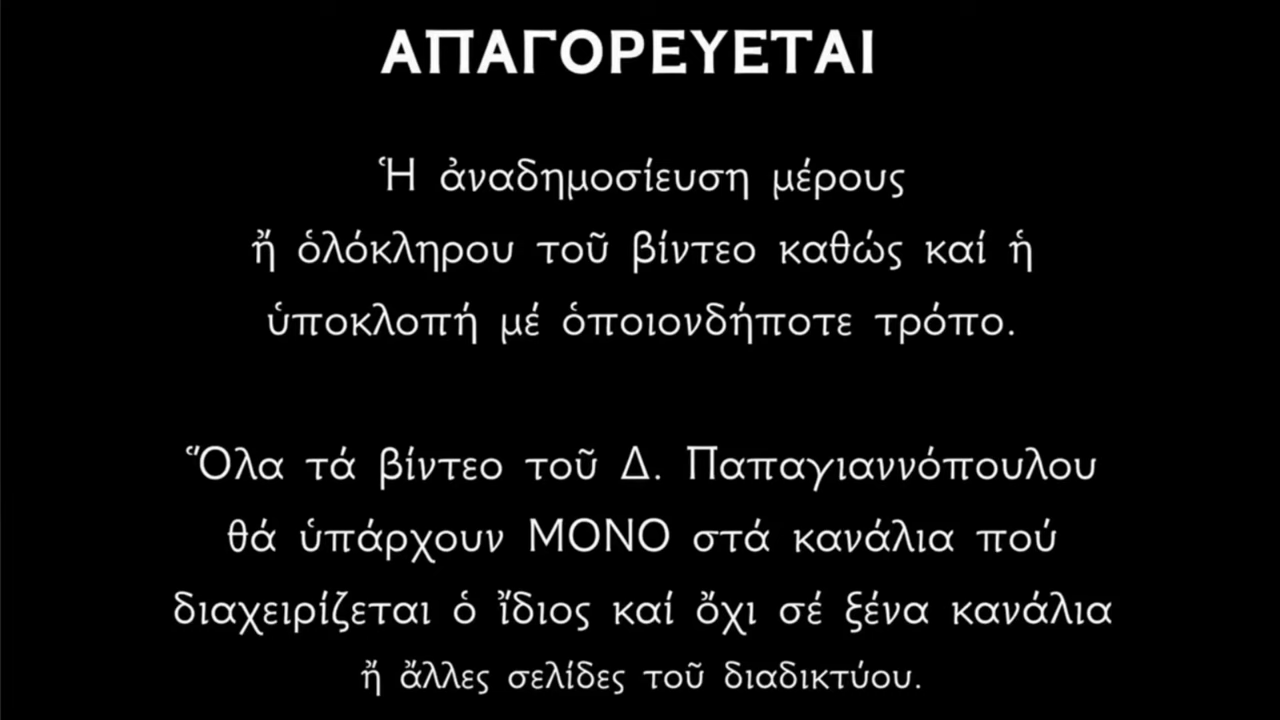 ΑΠΑΓΟΡΕΥΕΤΑΙ
Ἡ ἀναδημοσίευση μέρους
ἤ ὁλόκληρου τοῦ βίντεο καθώς καί ἡ
ὑποκλοπή μέ ὁποιονδήποτε τρόπο.
Ὅλα τά βίντεο τοῦ Δ. Παπαγιαννόπουλου
θά ὑπάρχουν ΜΟΝΟ στά κανάλια πού
διαχειρίζεται ὁ ἴδιος καί ὄχι σέ ξένα κανάλια
ἤ ἄλλες σελίδες τοῦ διαδικτύου.